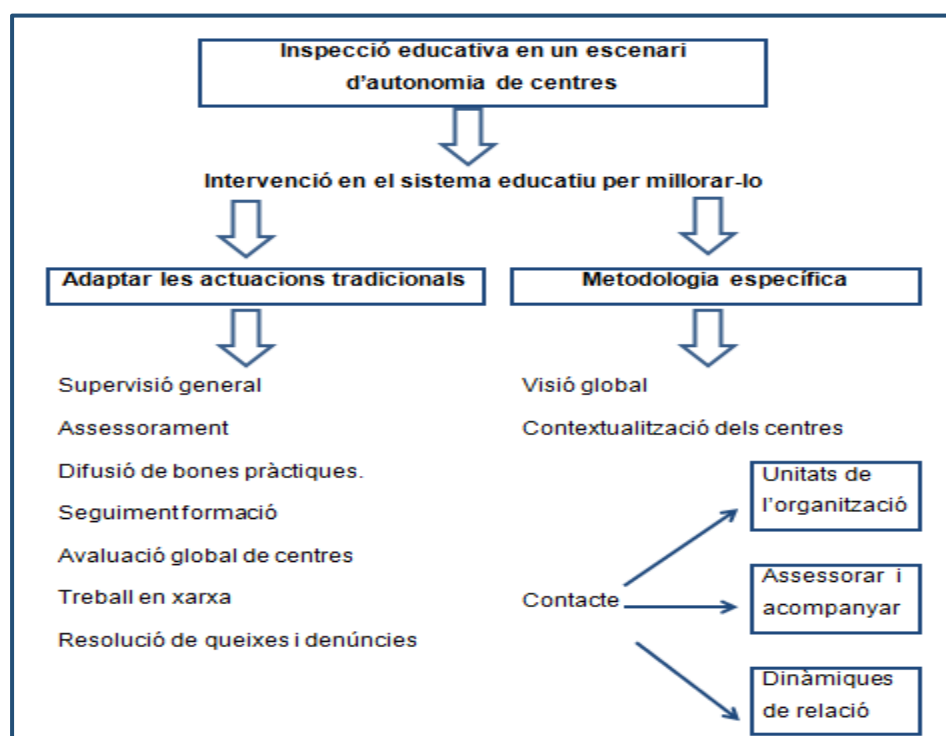 Inspecció educativa en un escenari
d'autonomia de centres
Intervenció en el sistema educatiu per millorar-lo
Adaptar les actuacions tradicionals
Supervisió general
Assessorament
Difusió de bones pràctiques.
Seguiment formació
Avaluació global de centres
Treball en xarxa
Resolució de queixes i denúncies
Metodologia específica
Visió global
Contextualització dels centres
Contacte
Unitats de
l'organització
Assessorar i
acompanyar
Dinàmiques
de relació